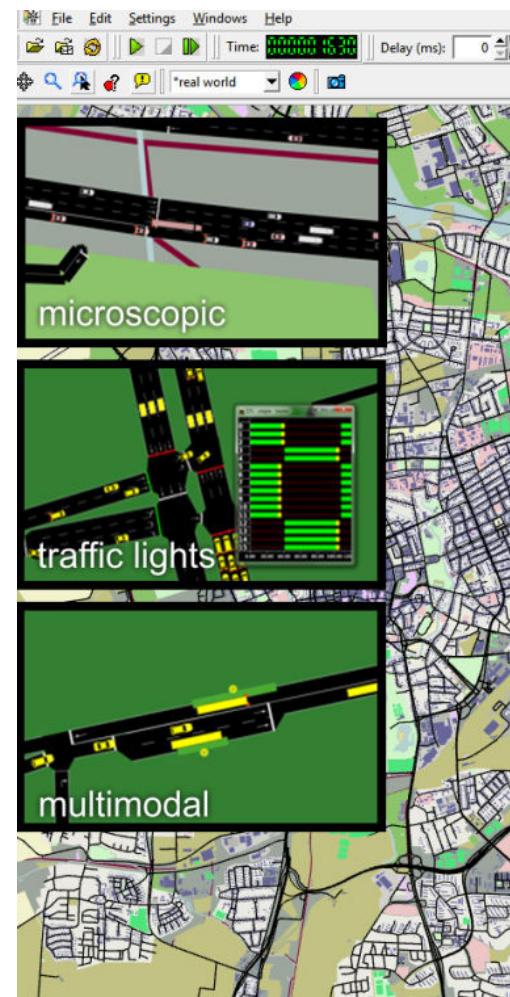 File Edit Settings Windows Help
Time: Delay (ms): 0
*real world
microscopic
traffic lights
multimodal